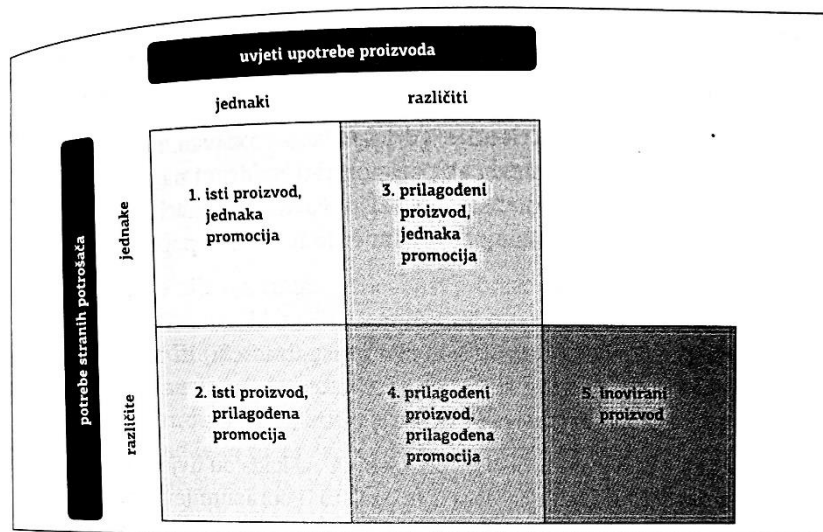 uvjeti upotrebe proizvoda
jednaki
različiti
potrebe stranih potrošača
jednake
1. isti proizvod,
jednaka
promocija
3. prilagođeni
proizvod,
jednaka
promocija
različite
2. isti proizvod,
prilagođena
promocija
4. prilagođeni
proizvod,
prilagođena
promocija
5. inovirani
proizvod